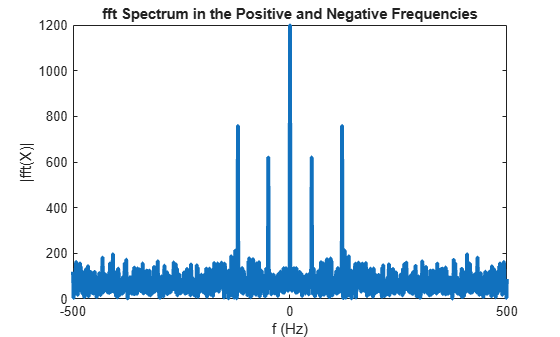 fft Spectrum in the Positive and Negative Frequencies
1200
1000
800
600
400
200
0
|fft(X)|
-500 0 500
f (Hz)